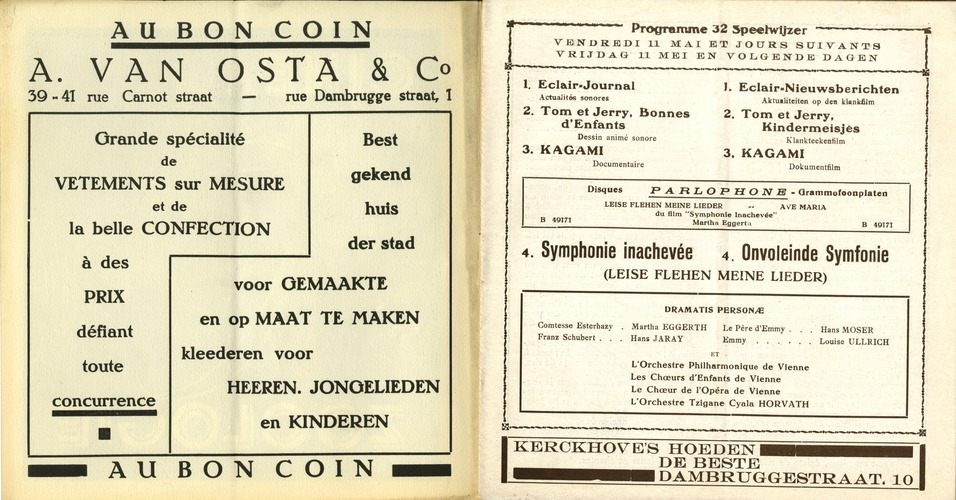 AU BON COIN
A. VAN OSTA & Co
39-41 rue Carnot straat — rue Dambrugge straat, 1
Grande spécialité
de
VETEMENTS sur MESURE
et de
la belle CONFECTION
à des
PRIX
défiant
toute
concurrence
Best
gekend
huis
der stad
voor GEMAAKTE
en op MAAT TE MAKEN
kleederen voor
HEEREN. JONGELIEDEN
en KINDEREN
AU BON COIN
Programme 32 Speelwijzer
VENDREDI 11 MAI ET JOURS SUIVANTS
VRIJDAG 11 MEI EN VOLGENDE DAGEN
1. Eclair-Journal
Actualités sonores
2. Tom et Jerry, Bonnes
d'Enfants
Dessin animé sonore
3. KAGAMI
Documentaire
1. Eclair-Nieuwsberichten
Aktualiteiten op den klankfilm
2. Tom et Jerry,
Kindermeisjes
Klankteekenfilm
3. KAGAMI
Dokumentfilm
Disques PARLOPHONE - Grammofoonplaten
LEISE FLEHEN MEINE LIEDER -- AVE MARIA
du film "Symphonie Inachevée"
B 49171 Martha Eggerta B 49171
4. Symphonie inachevée 4. Onvoleinde Symfonie
(LEISE FLEHEN MEINE LIEDER)
DRAMATIS PERSONÆ
Comtesse Esterhazy . Martha EGGERTH Le Père d'Emmy . . . Hans MOSER
Franz Schubert . . . Hans JARAY Emmy . . . . . . Louise ULLRICH
ET
L'Orchestre Philharmonique de Vienne
Les Chœurs d'Enfants de Vienne
Le Chœur de l'Opéra de Vienne
L'Orchestre Tzigane Cyala HORVATH
KERCKHOVE'S HOEDEN
DE BESTE
DAMBRUGGESTRAAT. 10